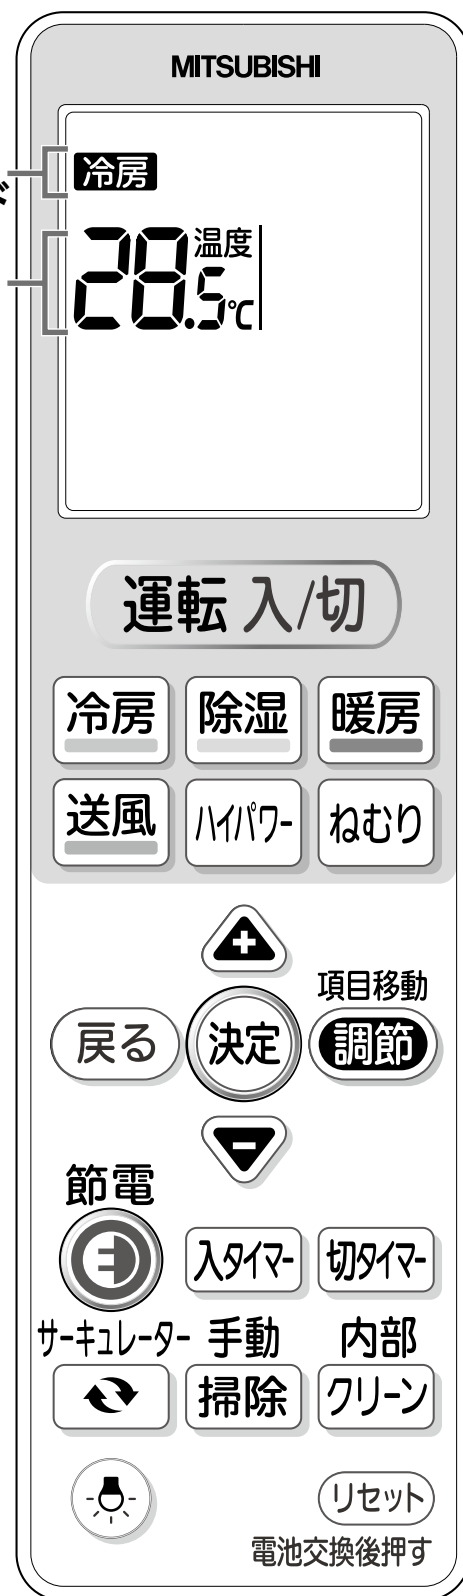 MITSUBISHI
冷房
28.5℃ 温度
運転 入/切
冷房 除湿 暖房
送風 ハイパワー ねむり
項目移動
戻る 決定 調節
節電
入タイマー 切タイマー
サーキュレーター 手動 内部
掃除 クリーン
リセット
電池交換後押す